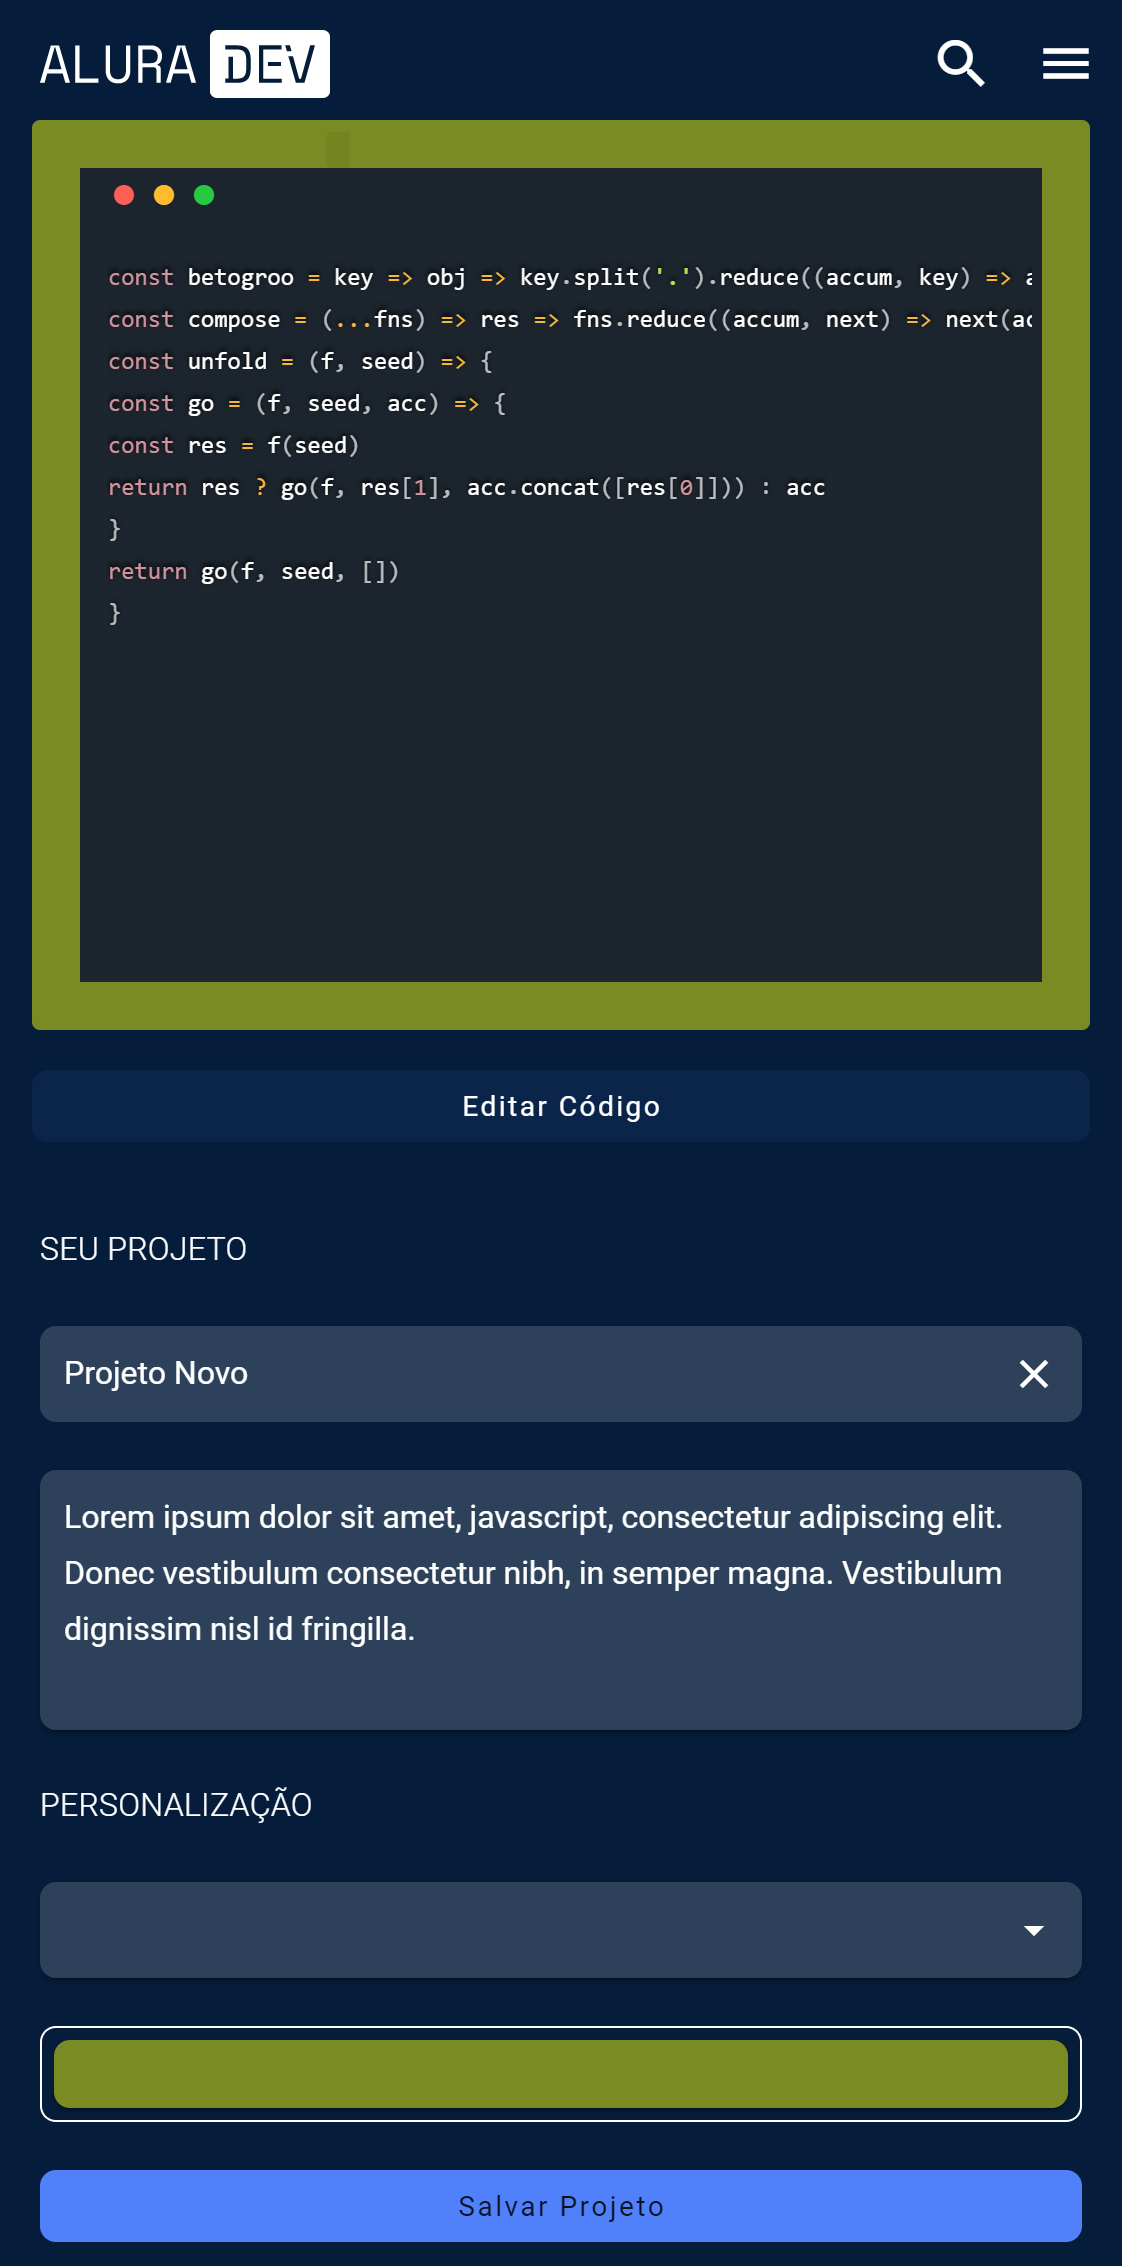 ALURA DEV
const betogroo = key => obj => key.split('.').reduce((accum, key) => a
const compose = (...fns) => res => fns.reduce((accum, next) => next(ac
const unfold = (f, seed) => {
const go = (f, seed, acc) => {
const res = f(seed)
return res ? go(f, res[1], acc.concat([res[0]])) : acc
}
return go(f, seed, [])
}
Editar Código
SEU PROJETO
Projeto Novo
Lorem ipsum dolor sit amet, javascript, consectetur adipiscing elit.
Donec vestibulum consectetur nibh, in semper magna. Vestibulum
dignissim nisl id fringilla.
PERSONALIZAÇÃO
Salvar Projeto